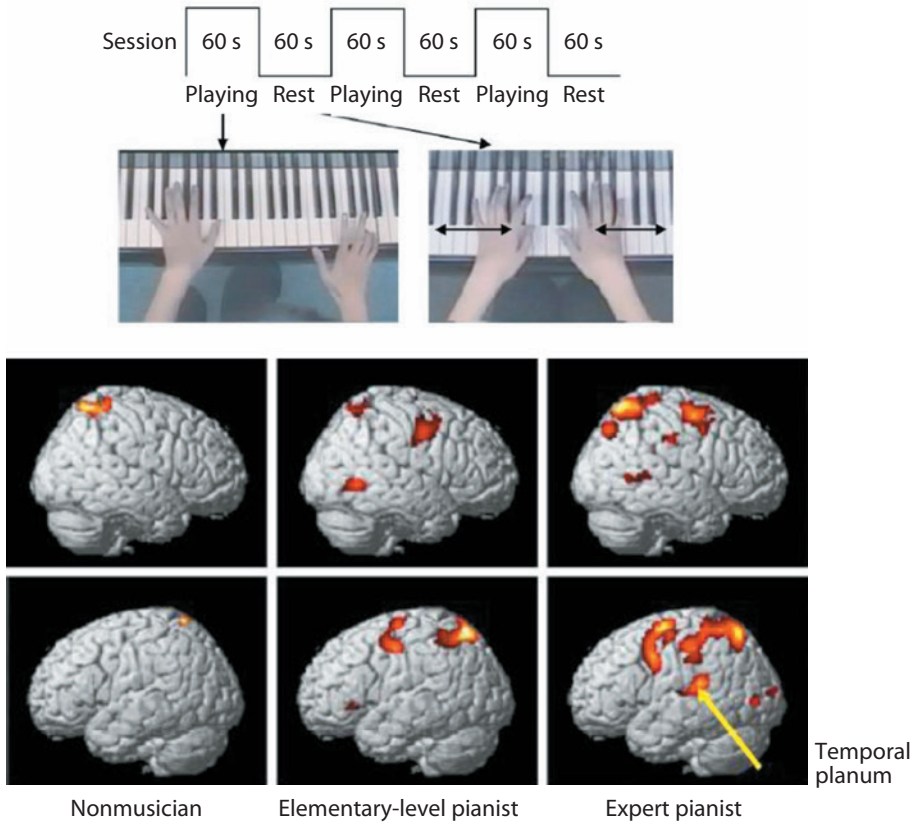 Session 60 s 60 s 60 s 60 s 60 s 60 s
Playing Rest Playing Rest Playing Rest
Temporal
planum
Nonmusician Elementary-level pianist Expert pianist